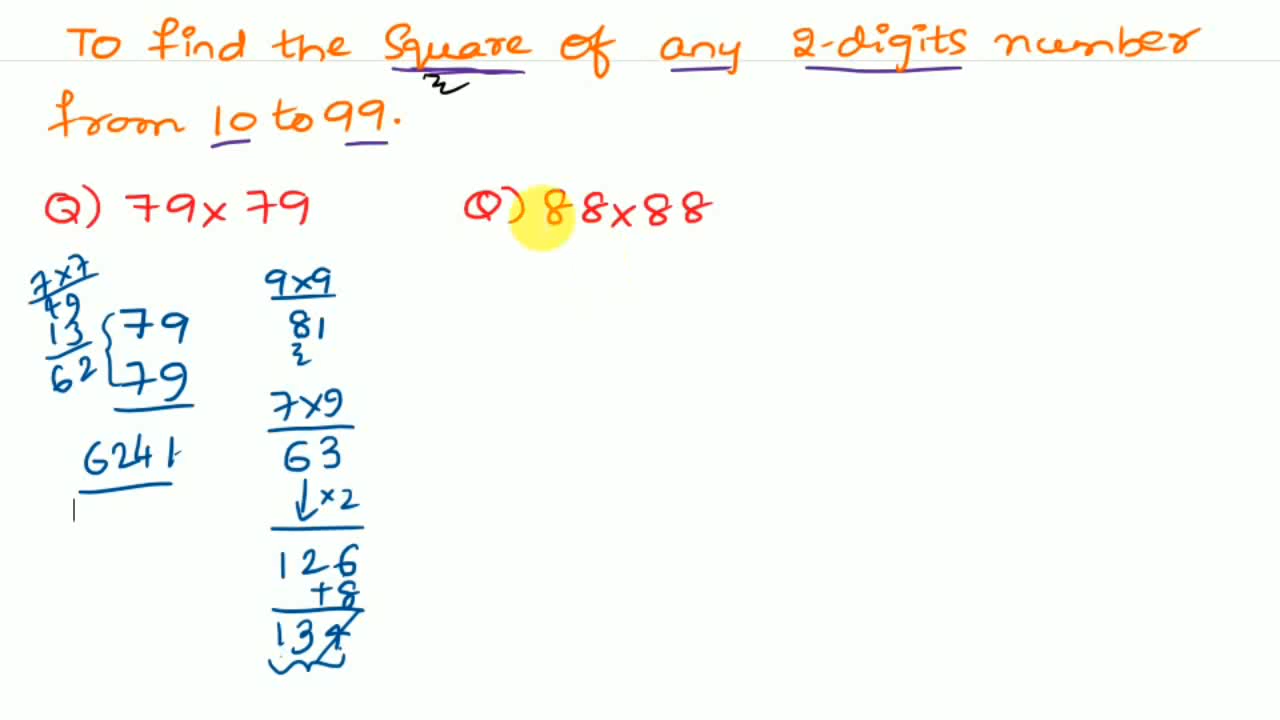 To find the square of any 2-digits number
from 10 to 99.
Q) 79x79
Q) 88x88
7x7
49
13
62
79
79
6241
9x9
81
7x9
63
x2
126
+8
134